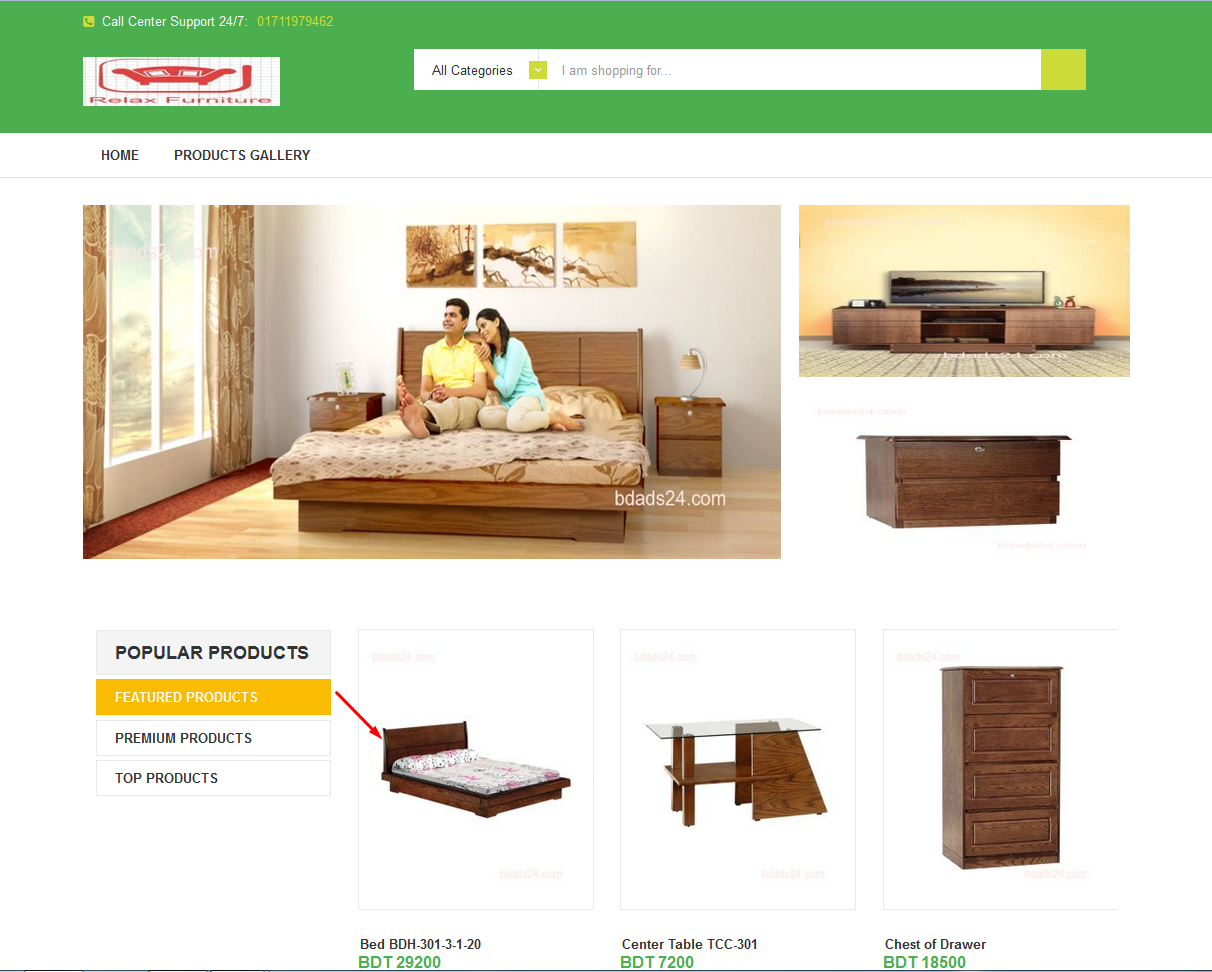 Call Center Support 24/7: 01711979462
Relax Furniture
All Categories
I am shopping for...
HOME
PRODUCTS GALLERY
bdads24.com
bdads24.com
bdads24.com
bdads24.com
bdads24.com
POPULAR PRODUCTS
FEATURED PRODUCTS
PREMIUM PRODUCTS
TOP PRODUCTS
bdads24.com
bdads24.com
bdads24.com
bdads24.com
bdads24.com
bdads24.com
Bed BDH-301-3-1-20
BDT 29200
Center Table TCC-301
BDT 7200
Chest of Drawer
BDT 18500